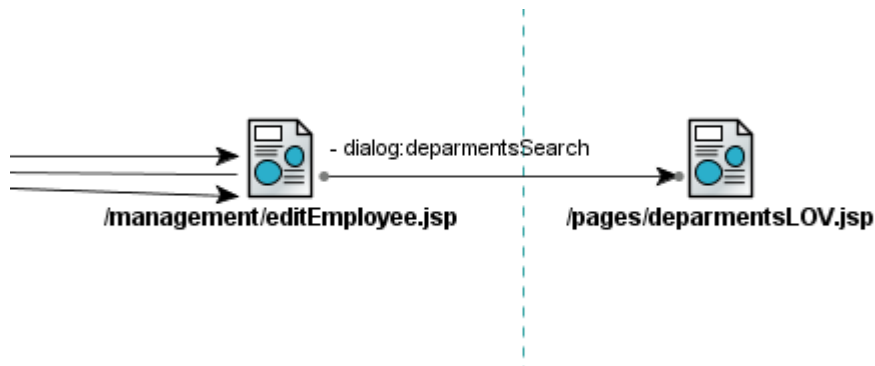 - dialog:deparmentsSearch
/management/editEmployee.jsp
/pages/deparmentsLOV.jsp